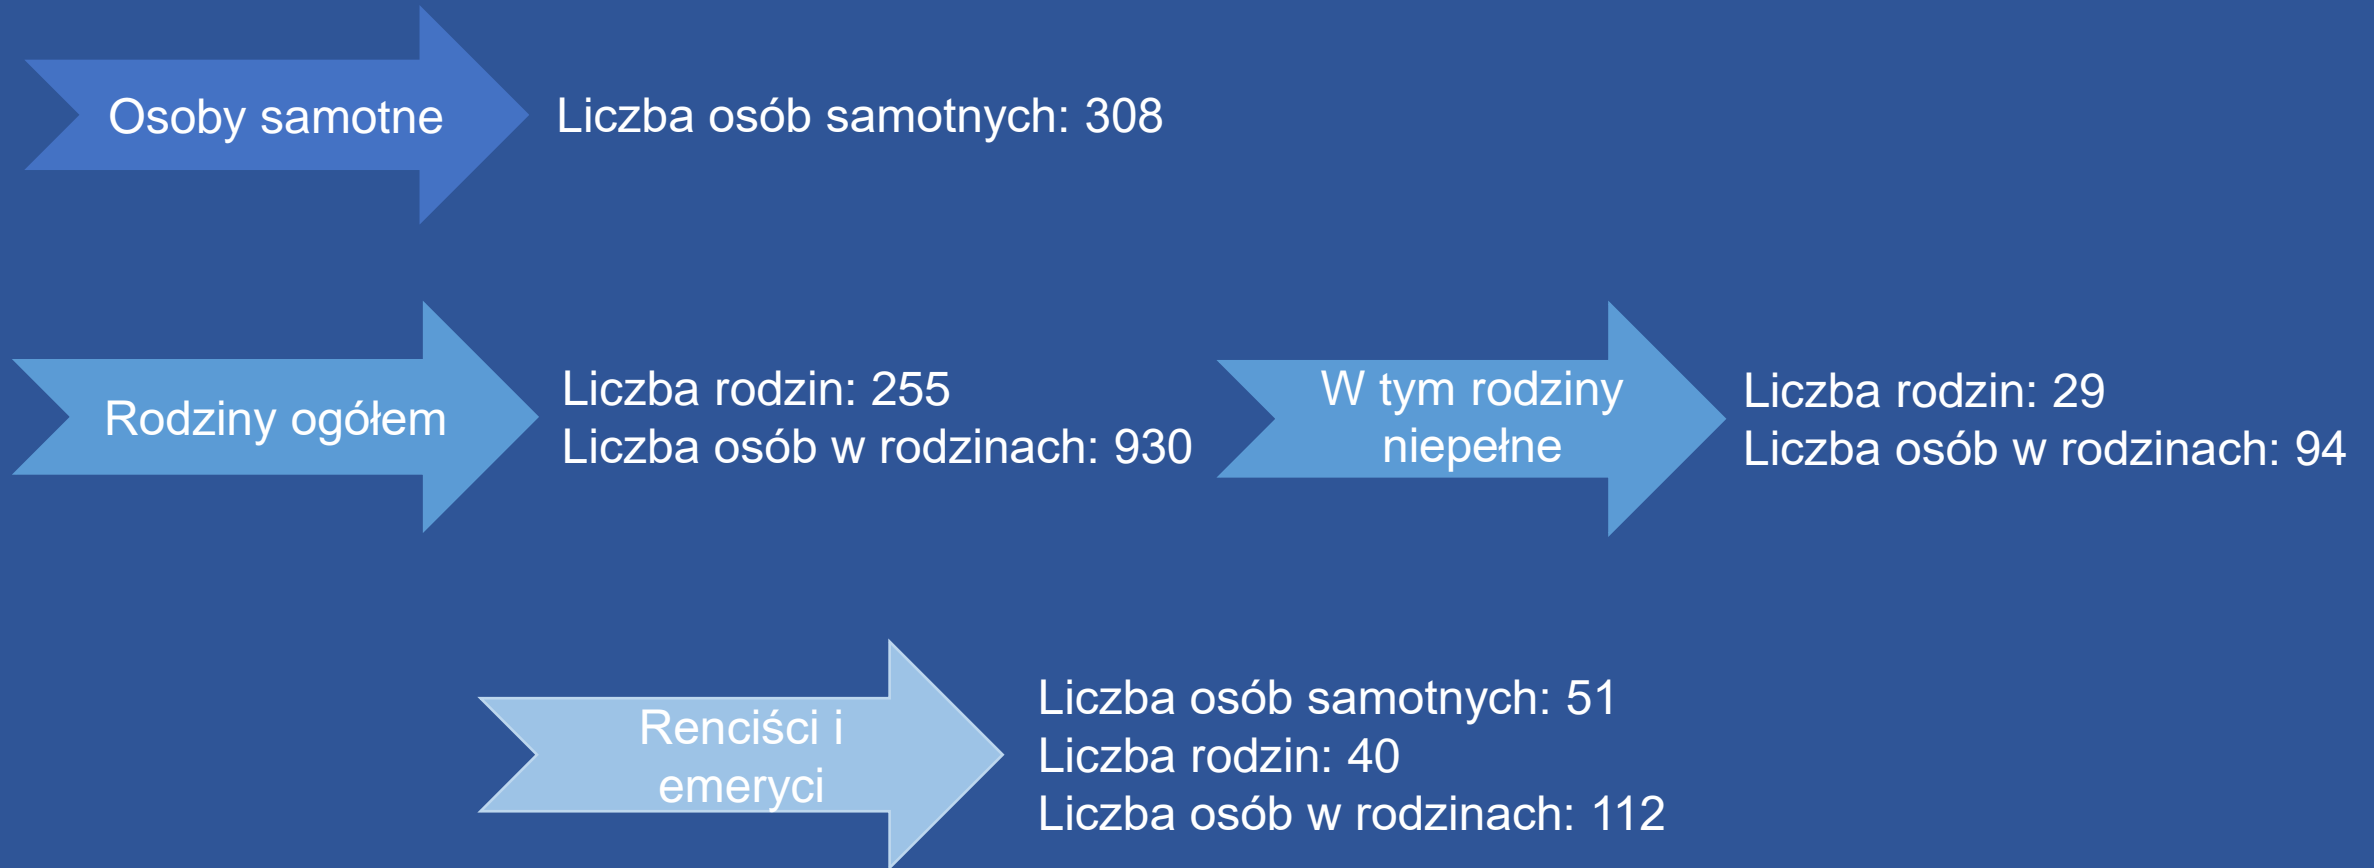 Osoby samotne
Liczba osób samotnych: 308
Rodziny ogółem
Liczba rodzin: 255
Liczba osób w rodzinach: 930
W tym rodziny
niepełne
Liczba rodzin: 29
Liczba osób w rodzinach: 94
Renciści i
emeryci
Liczba osób samotnych: 51
Liczba rodzin: 40
Liczba osób w rodzinach: 112